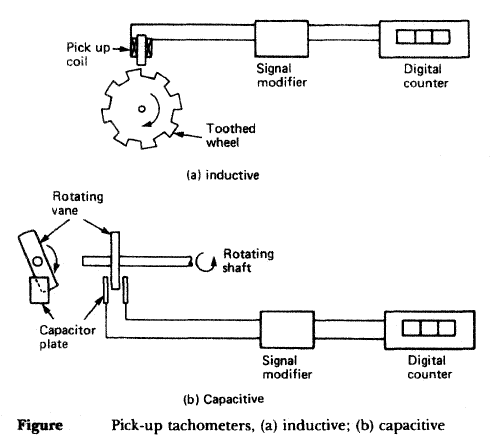 Pick up
coil
Signal
modifier
Digital
counter
Toothed
wheel
(a) inductive
Rotating
vane
Rotating
shaft
Capacitor
plate
Signal
modifier
Digital
counter
(b) Capacitive
Figure Pick-up tachometers, (a) inductive; (b) capacitive